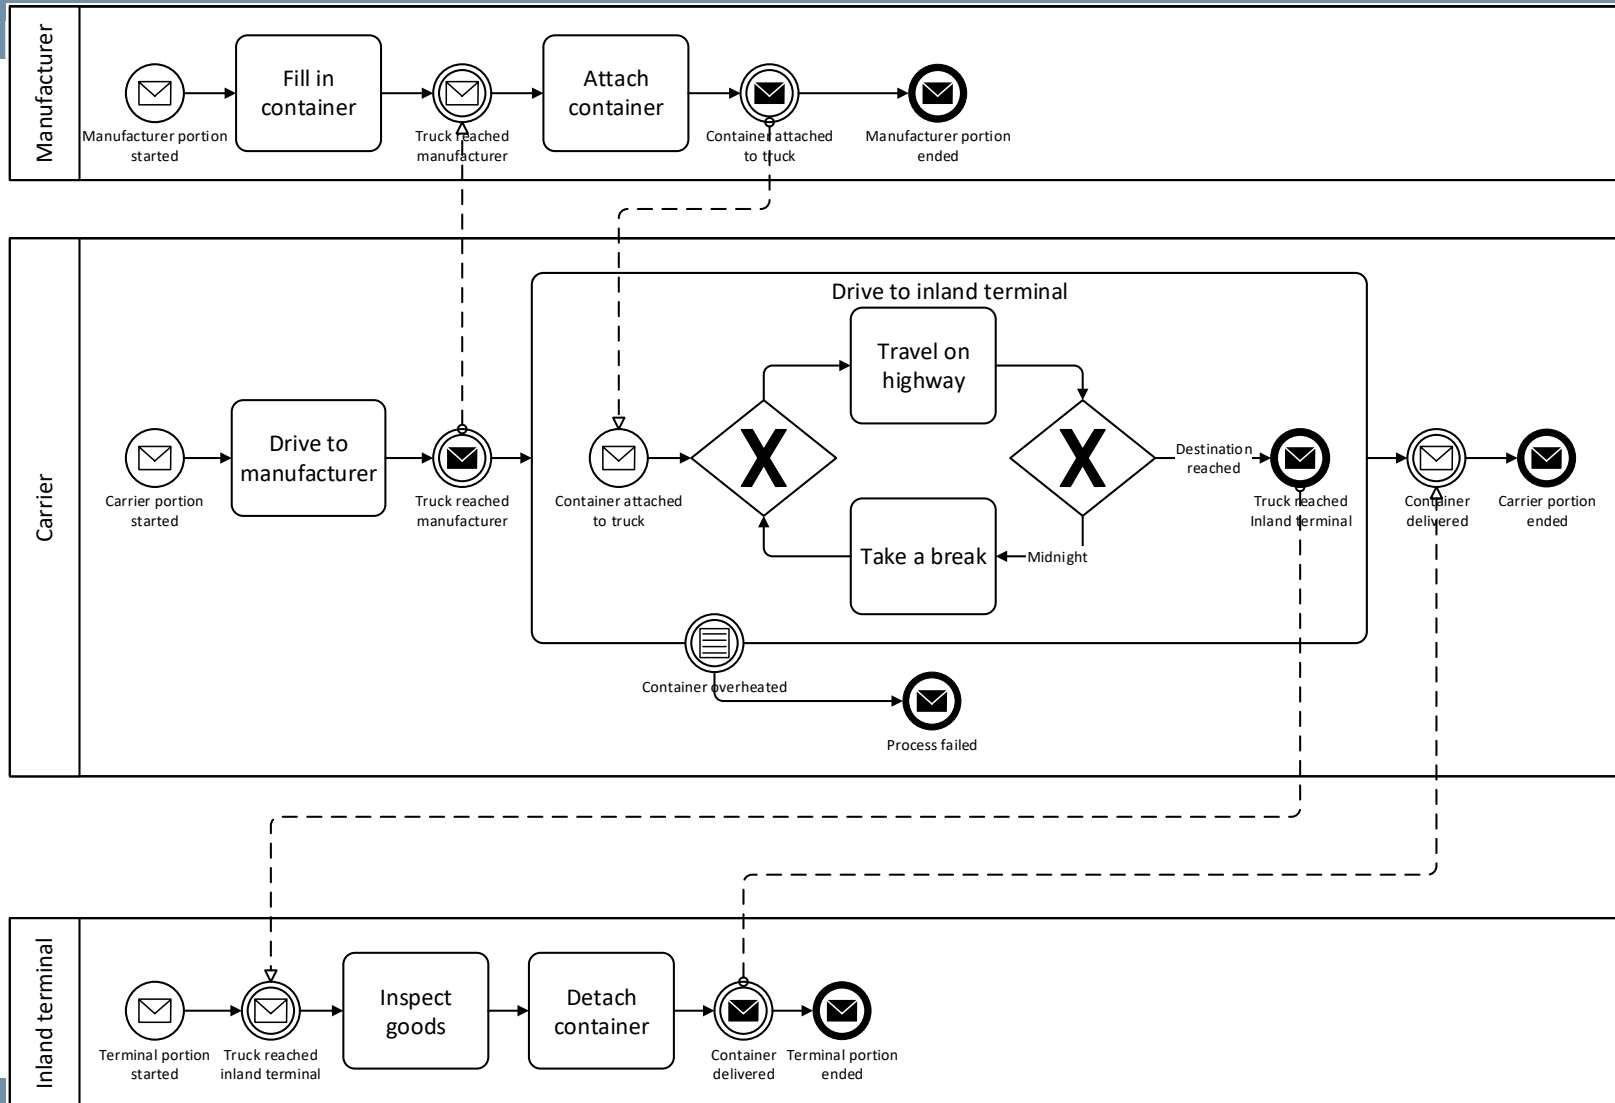 Manufacturer
Fill in
container
Attach
container
Manufacturer portion
started
Truck reached
manufacturer
Container attached
to truck
Manufacturer portion
ended
Carrier
Drive to inland terminal
Travel on
highway
Drive to
manufacturer
X
X
Destination
reached
Carrier portion
started
Truck reached
manufacturer
Container attached
to truck
Truck reached
Inland terminal
Container
delivered
Carrier portion
ended
Take a break
Midnight
Container overheated
Process failed
Inland terminal
Inspect
goods
Detach
container
Terminal portion
started
Truck reached
inland terminal
Container
delivered
Terminal portion
ended